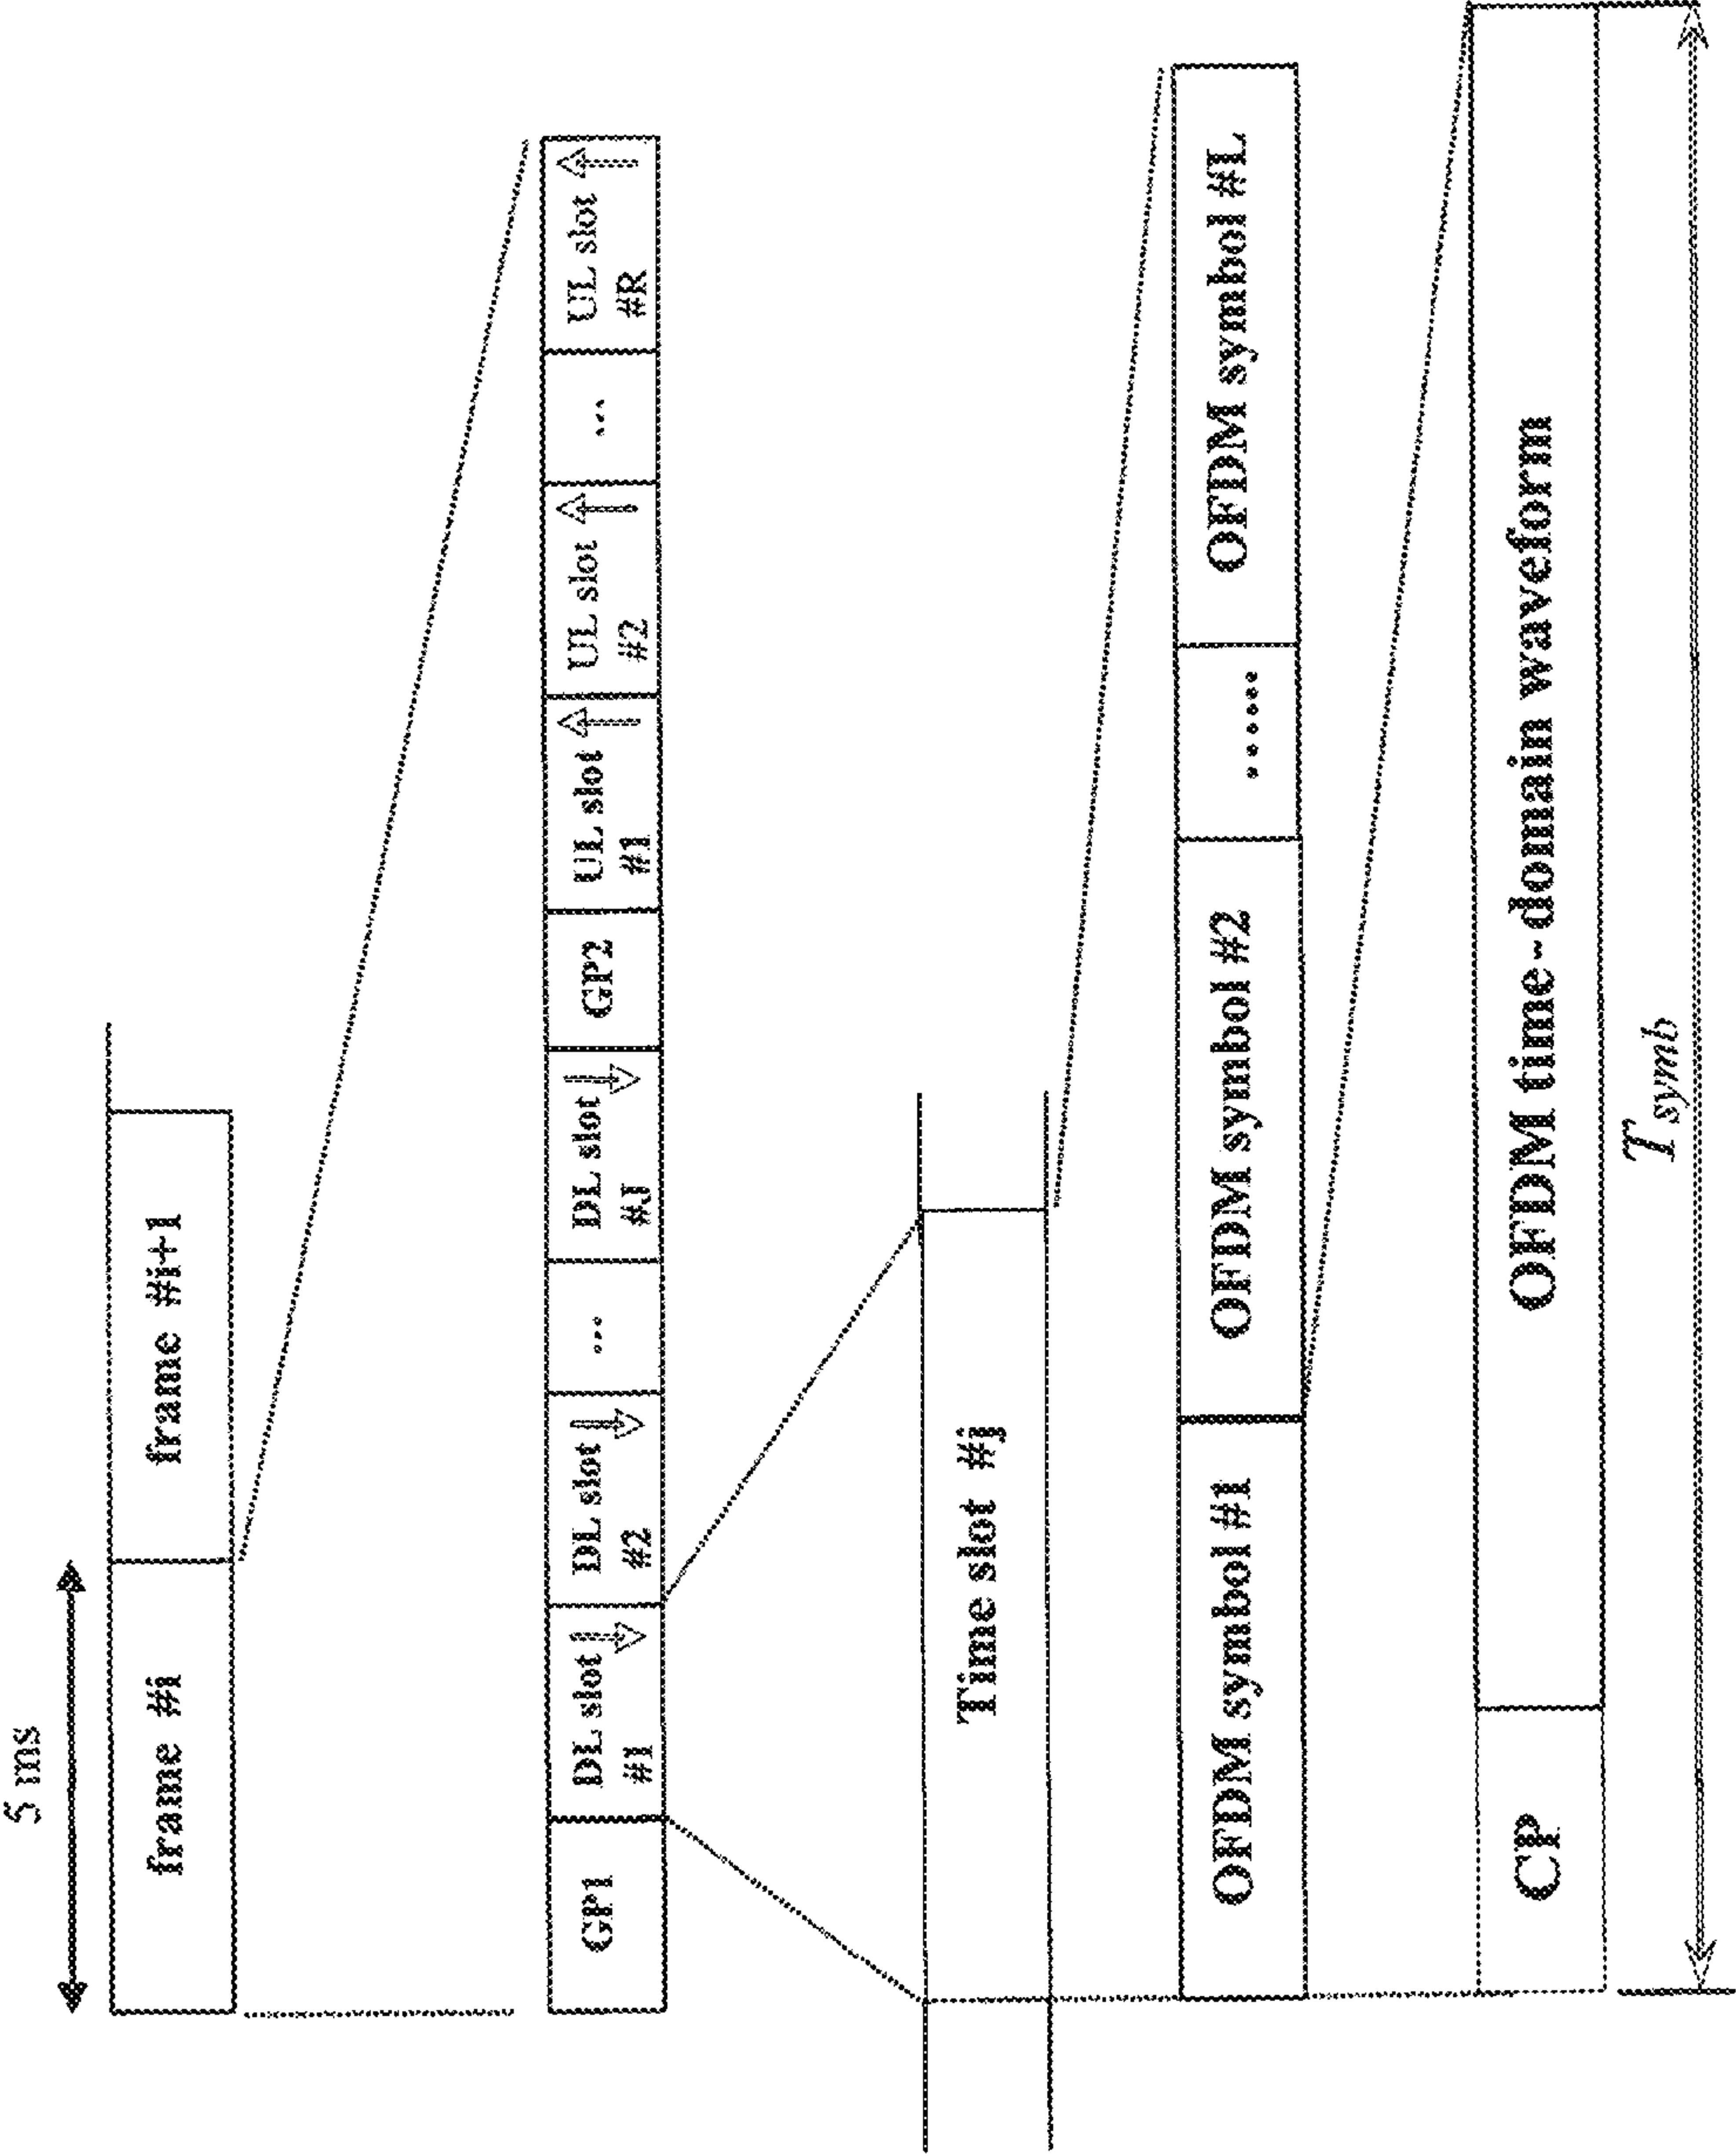 5 ms
frame #i
frame #i+1
GP1
DL slot
#1
DL slot
#2
...
DL slot
#J
GP2
UL slot
#1
UL slot
#2
...
UL slot
#R
Time slot #j
OFDM symbol #1
OFDM symbol #2
......
OFDM symbol #L
CP
OFDM time-domain waveform
Tsymb